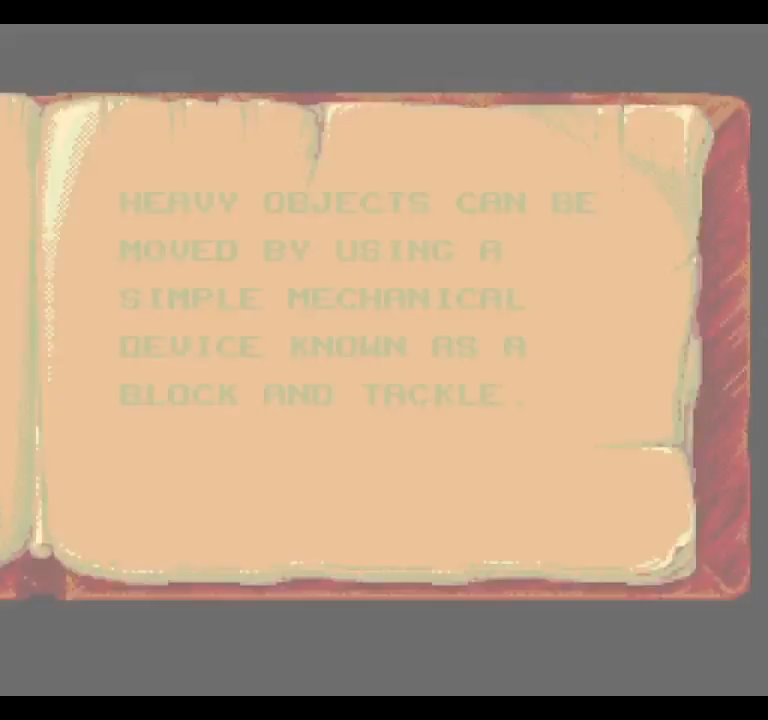 HEAVY OBJECTS CAN BE
MOVED BY USING A
SIMPLE MECHANICAL
DEVICE KNOWN AS A
BLOCK AND TACKLE.